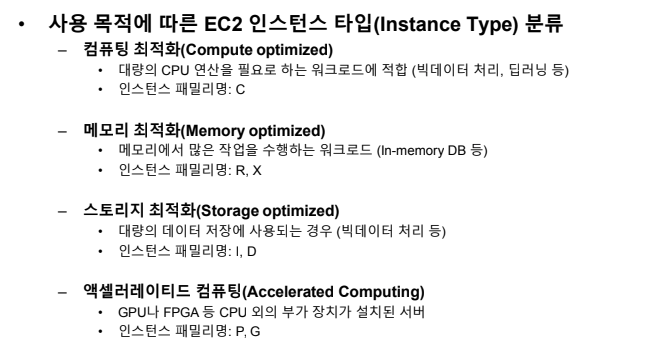 • 사용 목적에 따른 EC2 인스턴스 타입(Instance Type) 분류
– 컴퓨팅 최적화(Compute optimized)
• 대량의 CPU 연산을 필요로 하는 워크로드에 적합 (빅데이터 처리, 딥러닝 등)
• 인스턴스 패밀리명: C
– 메모리 최적화(Memory optimized)
• 메모리에서 많은 작업을 수행하는 워크로드 (In-memory DB 등)
• 인스턴스 패밀리명: R, X
– 스토리지 최적화(Storage optimized)
• 대량의 데이터 저장에 사용되는 경우 (빅데이터 처리 등)
• 인스턴스 패밀리명: I, D
– 액셀러레이티드 컴퓨팅(Accelerated Computing)
• GPU나 FPGA 등 CPU 외의 부가 장치가 설치된 서버
• 인스턴스 패밀리명: P, G